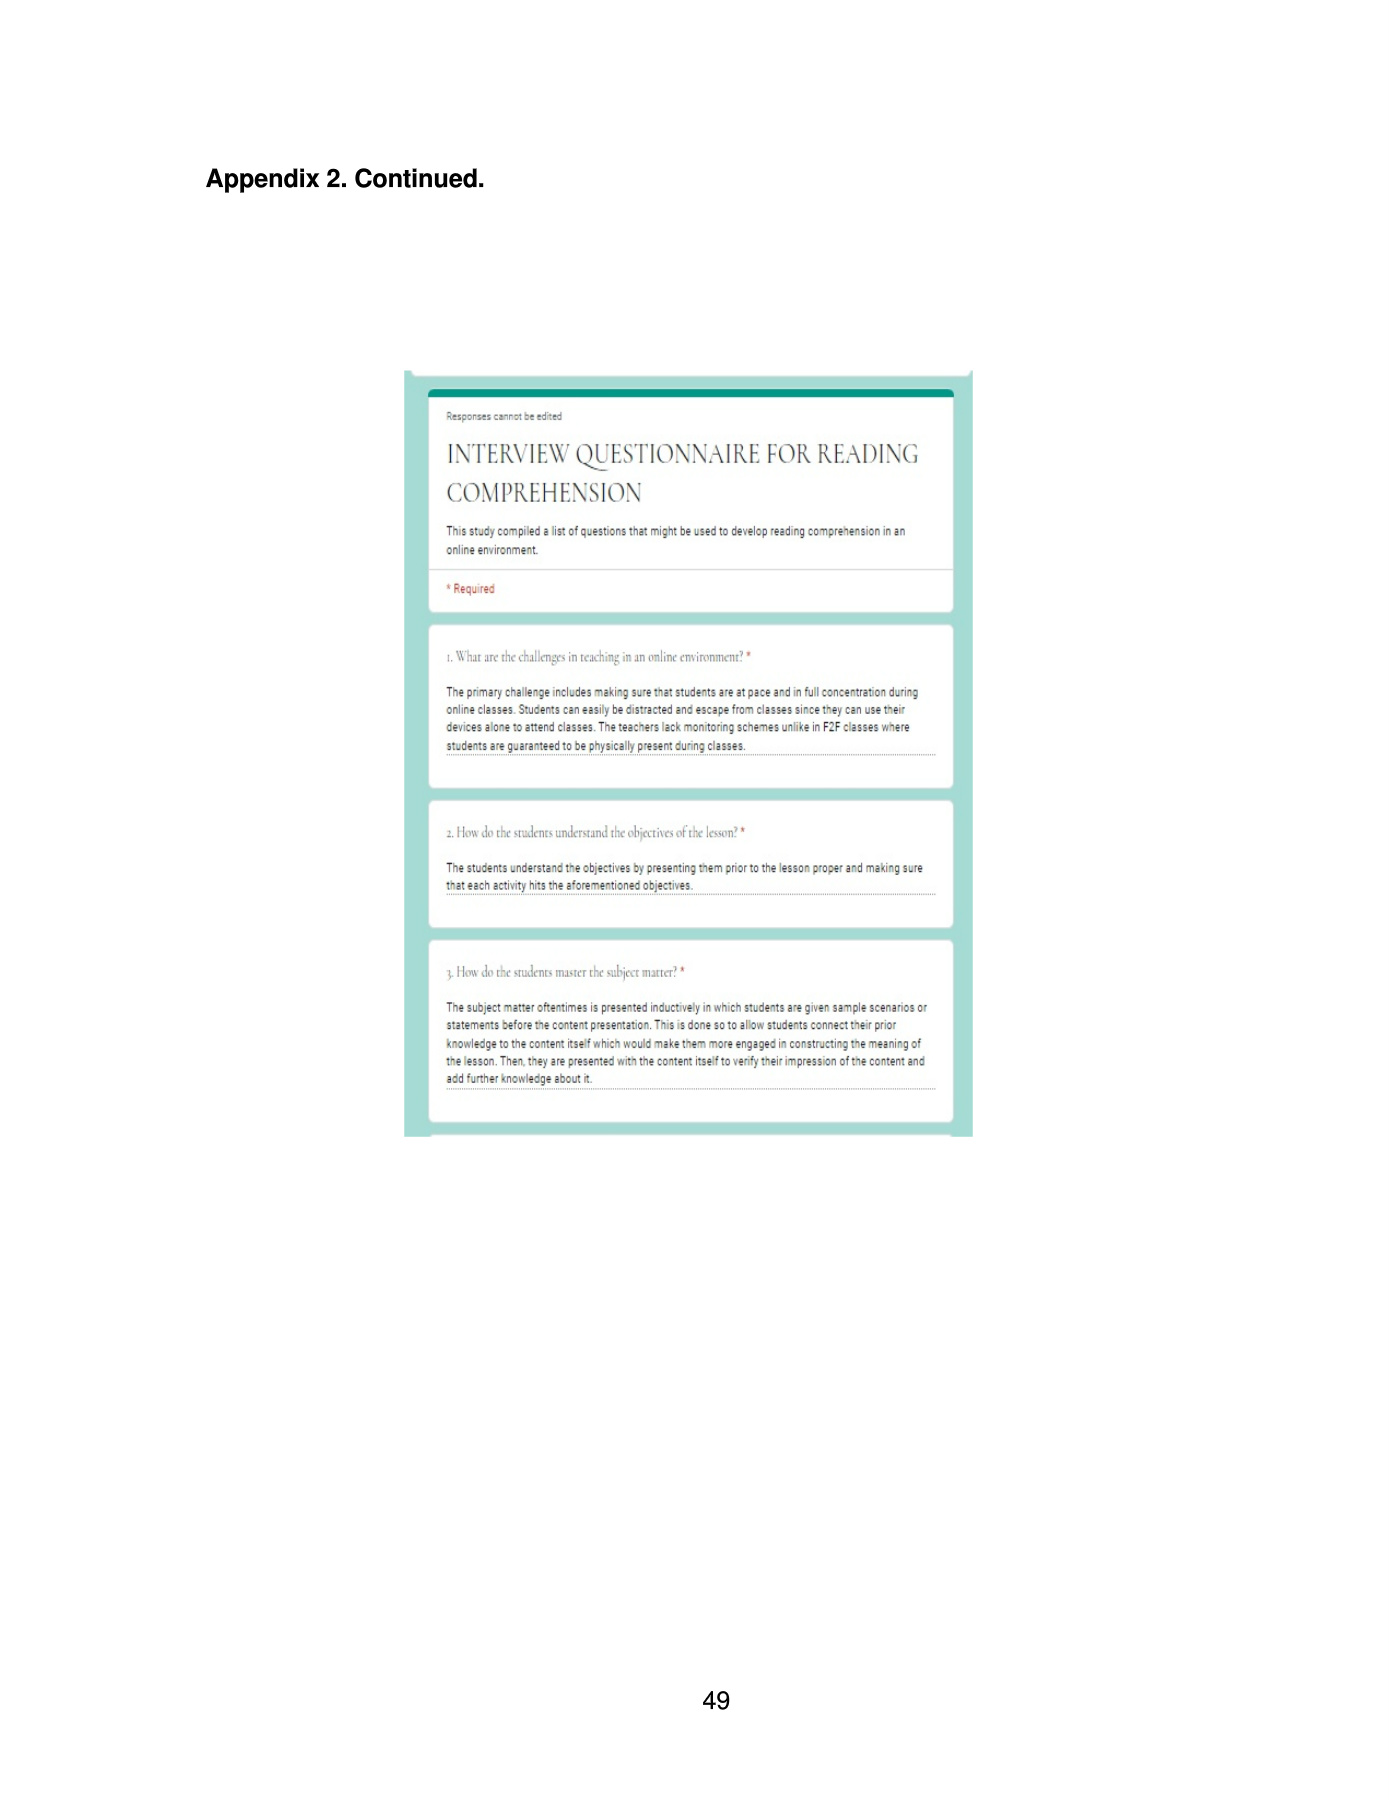 Appendix 2. Continued.
Responses cannot be edited
INTERVIEW QUESTIONNAIRE FOR READING
COMPREHENSION
This study compiled a list of questions that might be used to develop reading comprehension in an
online environment.
* Required
1. What are the challenges in teaching in an online environment? *
The primary challenge includes making sure that students are at pace and in full concentration during
online classes. Students can easily be distracted and escape from classes since they can use their
devices alone to attend classes. The teachers lack monitoring schemes unlike in F2F classes where
students are guaranteed to be physically present during classes.
2. How do the students understand the objectives of the lesson? *
The students understand the objectives by presenting them prior to the lesson proper and making sure
that each activity hits the aforementioned objectives.
3. How do the students master the subject matter? *
The subject matter oftentimes is presented inductively in which students are given sample scenarios or
statements before the content presentation. This is done so to allow students connect their prior
knowledge to the content itself which would make them more engaged in constructing the meaning of
the lesson. Then, they are presented with the content itself to verify their impression of the content and
add further knowledge about it.
49